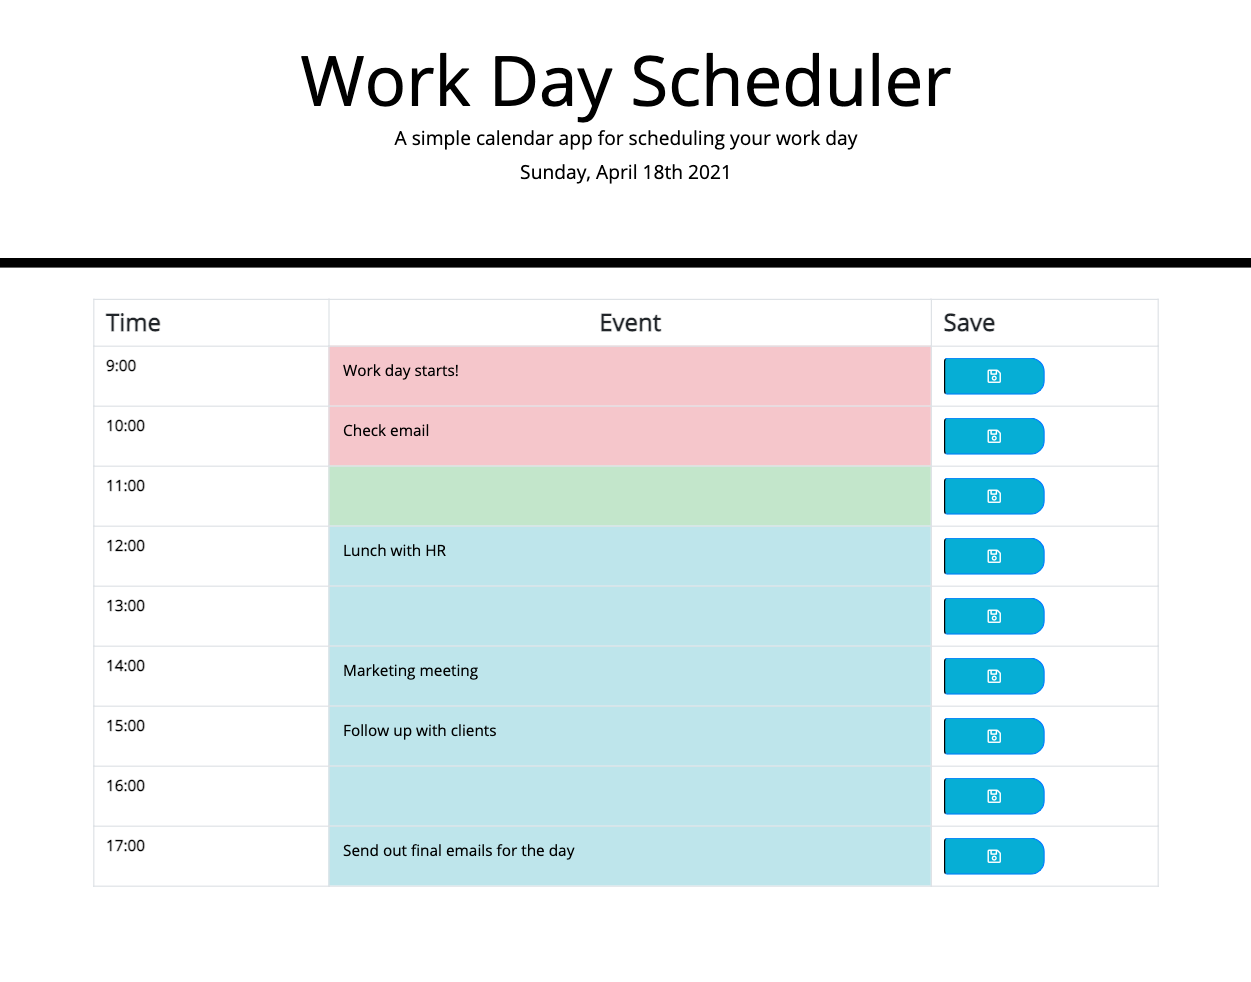 Work Day Scheduler
A simple calendar app for scheduling your work day
Sunday, April 18th 2021
Time Event Save
9:00 Work day starts!
10:00 Check email
11:00
12:00 Lunch with HR
13:00
14:00 Marketing meeting
15:00 Follow up with clients
16:00
17:00 Send out final emails for the day